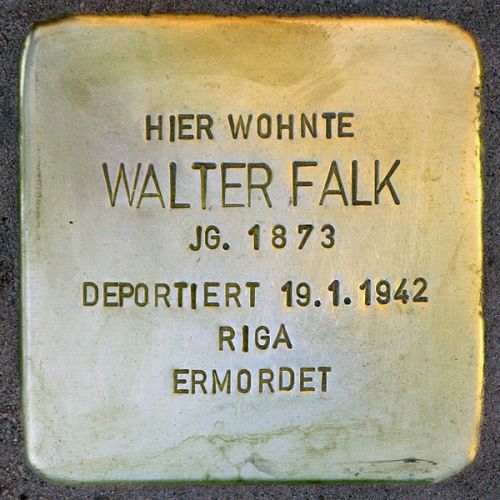 HIER WOHNTE
WALTER FALK
JG. 1873
DEPORTIERT 19.1.1942
RIGA
ERMORDET